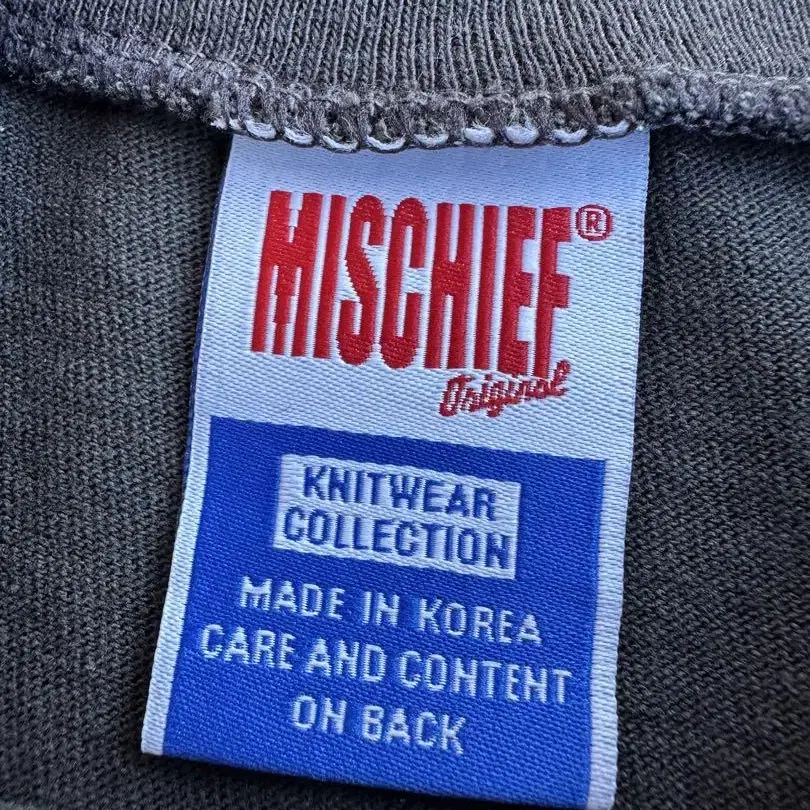 MISCHIEF®
Original
KNITWEAR
COLLECTION
MADE IN KOREA
CARE AND CONTENT
ON BACK